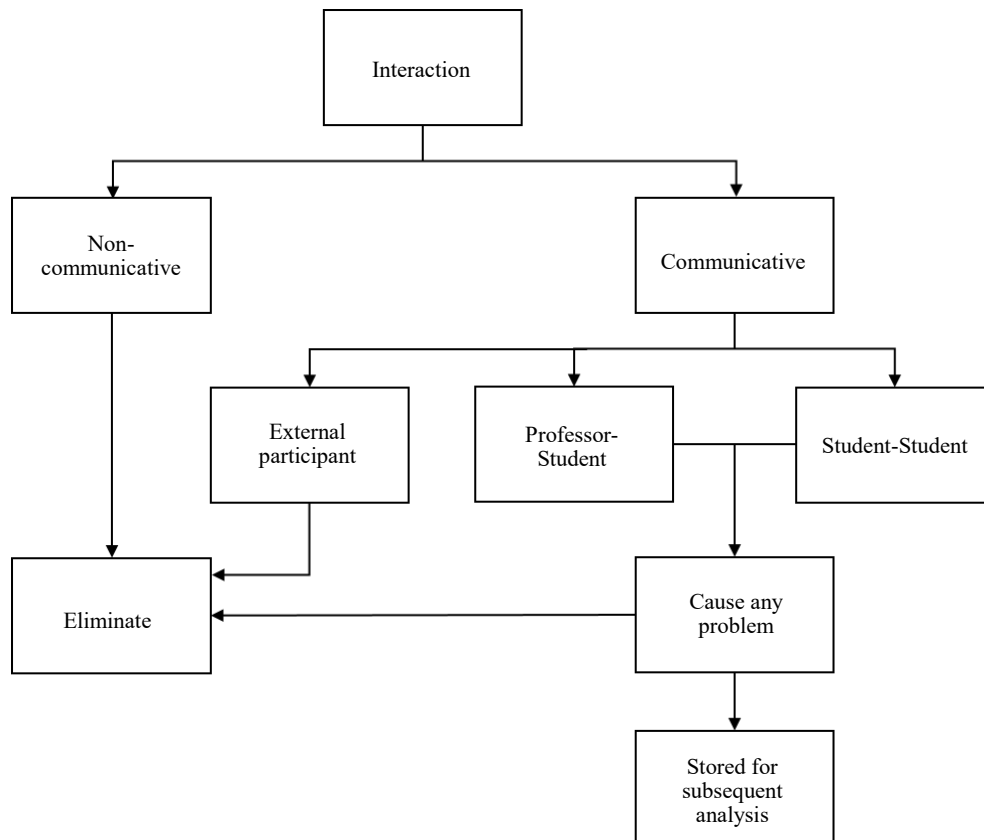 Interaction
Non-
communicative
Communicative
External
participant
Professor-
Student
Student-Student
Eliminate
Cause any
problem
Stored for
subsequent
analysis